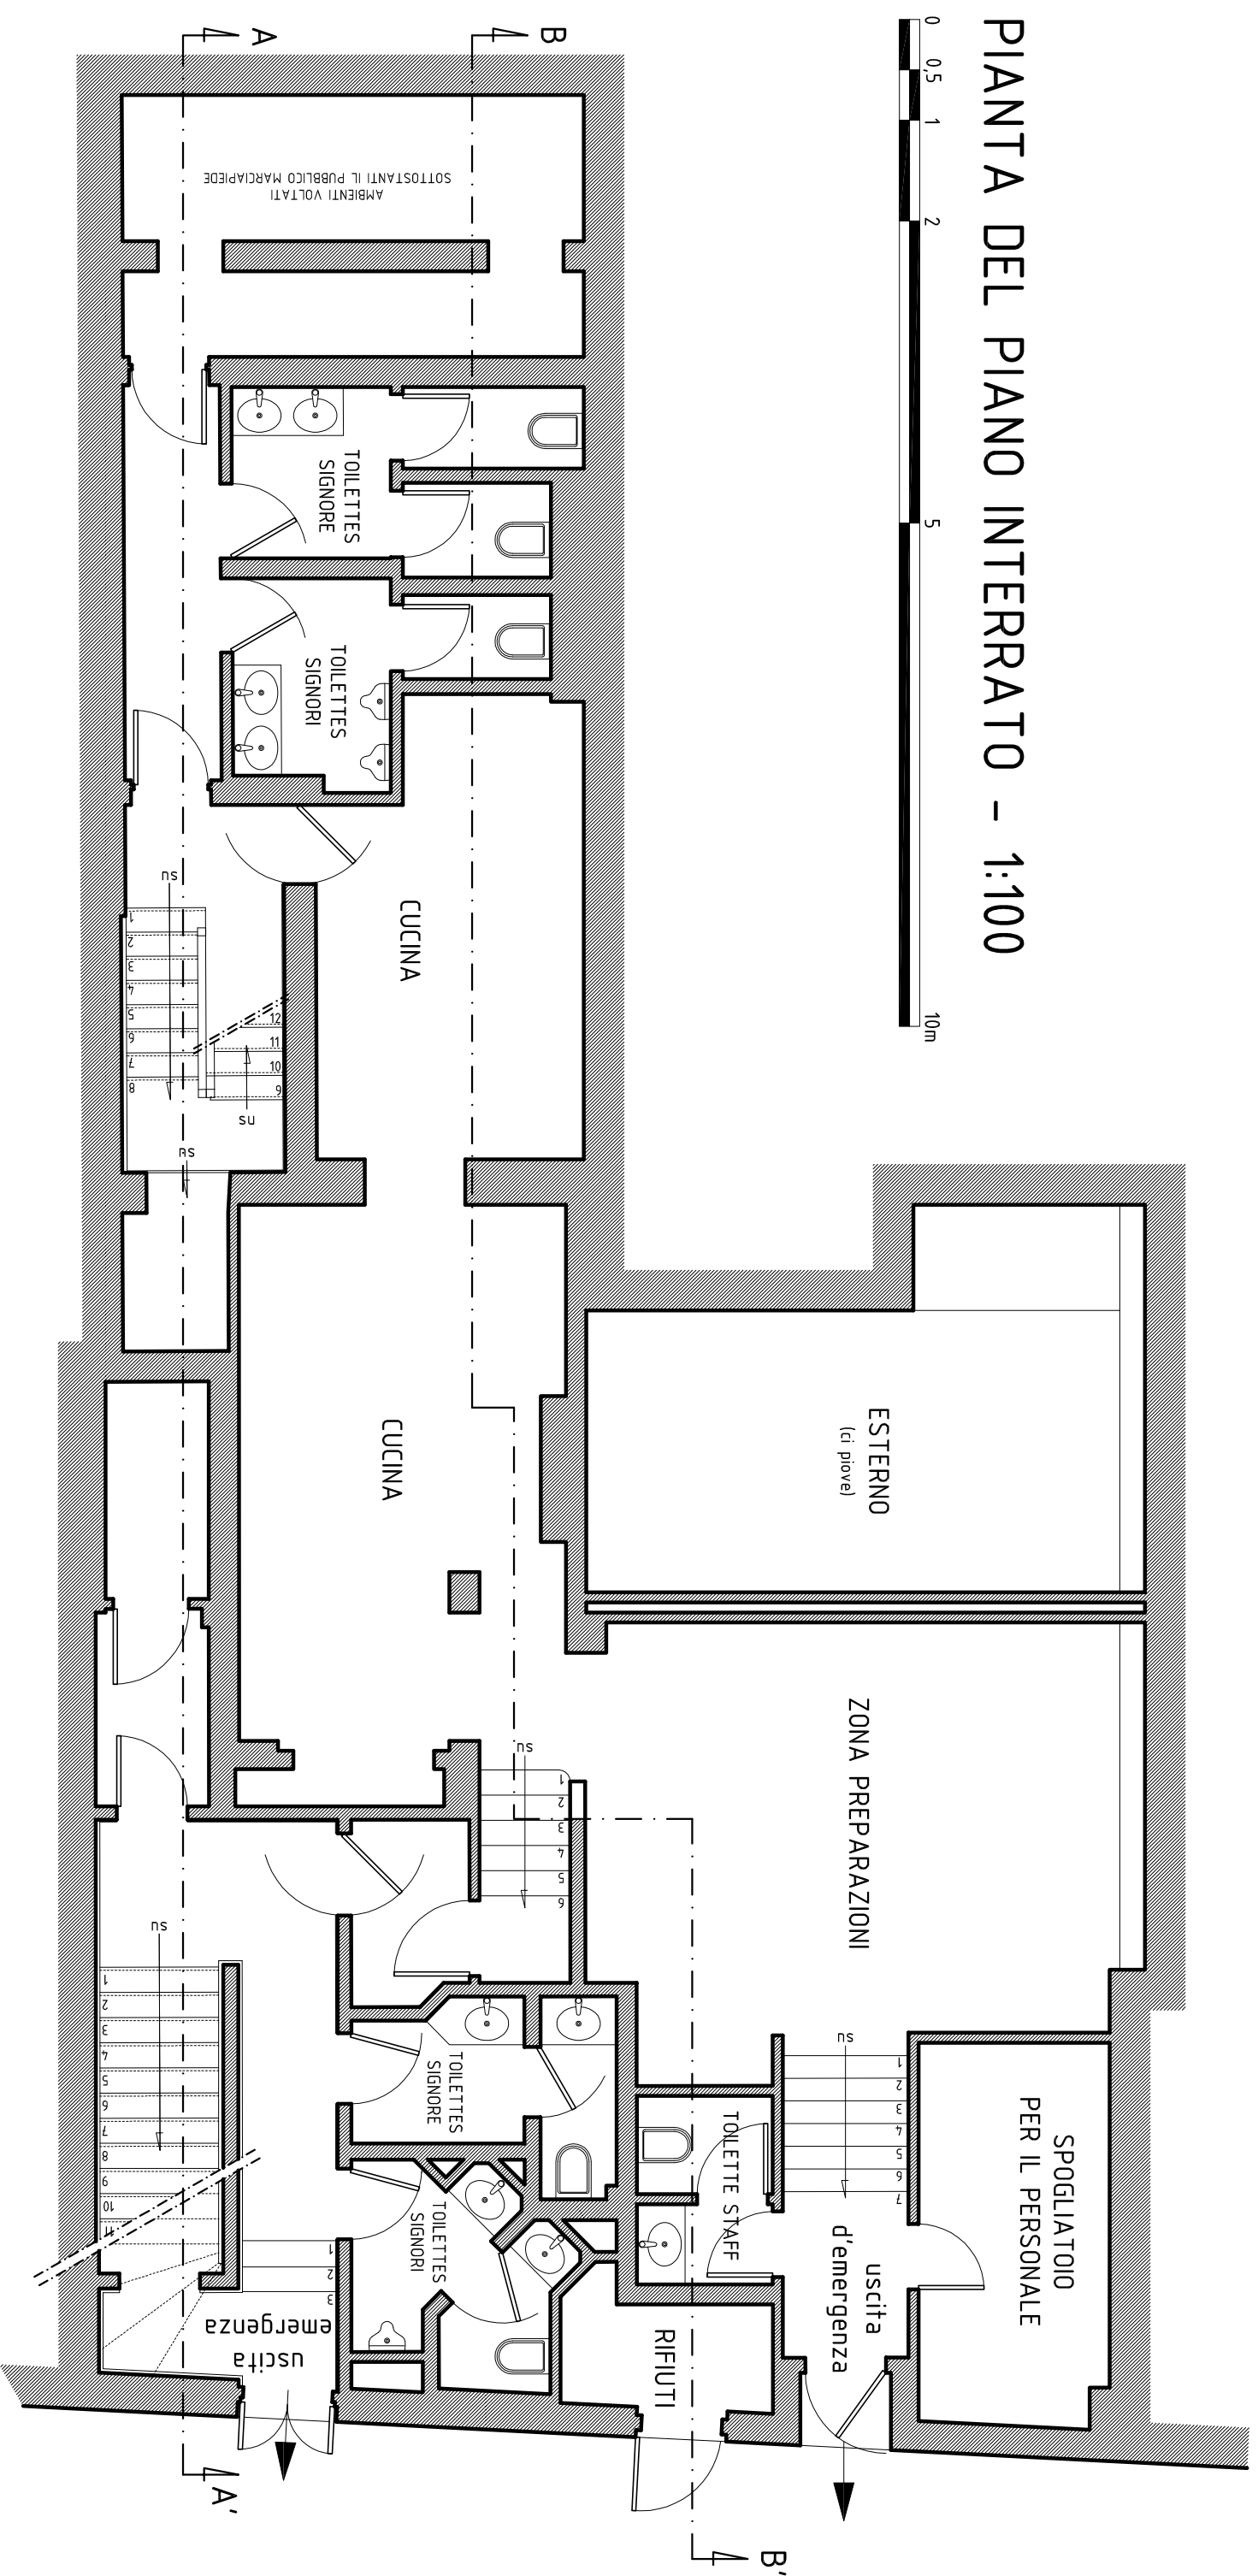 PIANTA DEL PIANO INTERRATO - 1:100
0 0,5 1 2 5 10m
A
B
AMBIENTI VOLTATI
SOTTOSTANTI IL PUBBLICO MARCIAPIEDE
TOILETTES
SIGNORE
TOILETTES
SIGNORI
CUCINA
su
1 2 3 4 5 6 7 8
9 10 11 12
su
su
CUCINA
ESTERNO
(ci piove)
ZONA PREPARAZIONI
su
1 2 3 4 5 6
su
1 2 3 4 5 6 7 8 9 10 11
TOILETTES
SIGNORE
TOILETTES
SIGNORI
su
1 2 3 4 5 6 7
TOILETTE STAFF
SPOGLIATOIO
PER IL PERSONALE
uscita
d'emergenza
1 2 3
uscita
emergenza
RIFIUTI
A'
B'